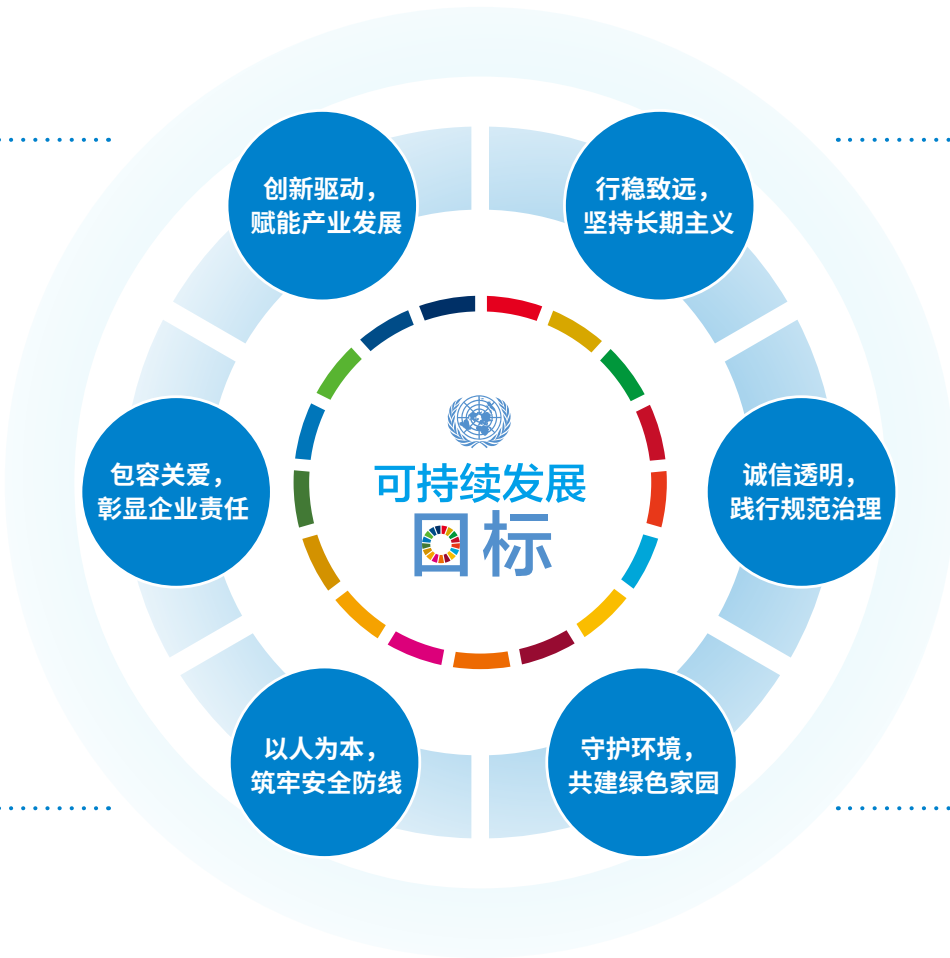 创新驱动，
赋能产业发展
行稳致远，
坚持长期主义
包容关爱，
彰显企业责任
可持续发展
目标
诚信透明，
践行规范治理
以人为本，
筑牢安全防线
守护环境，
共建绿色家园